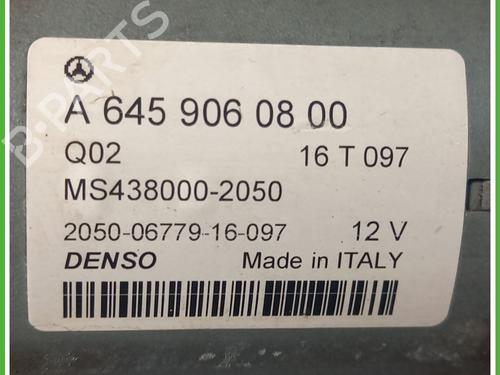 A 645 906 08 00
Q02 16 T 097
MS438000-2050
2050-06779-16-097 12 V
DENSO Made in ITALY
B-PARTS